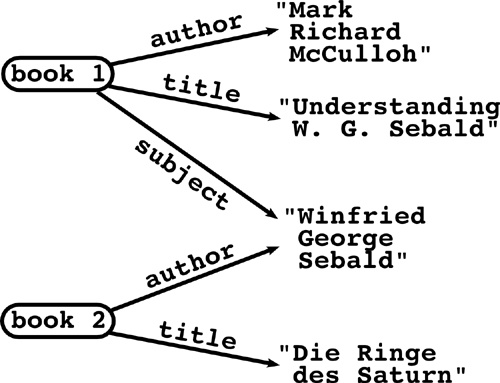 author
"Mark
Richard
McCulloh"
book 1
title
"Understanding
W. G. Sebald"
subject
"Winfried
George
Sebald"
author
book 2
title
"Die Ringe
des Saturn"